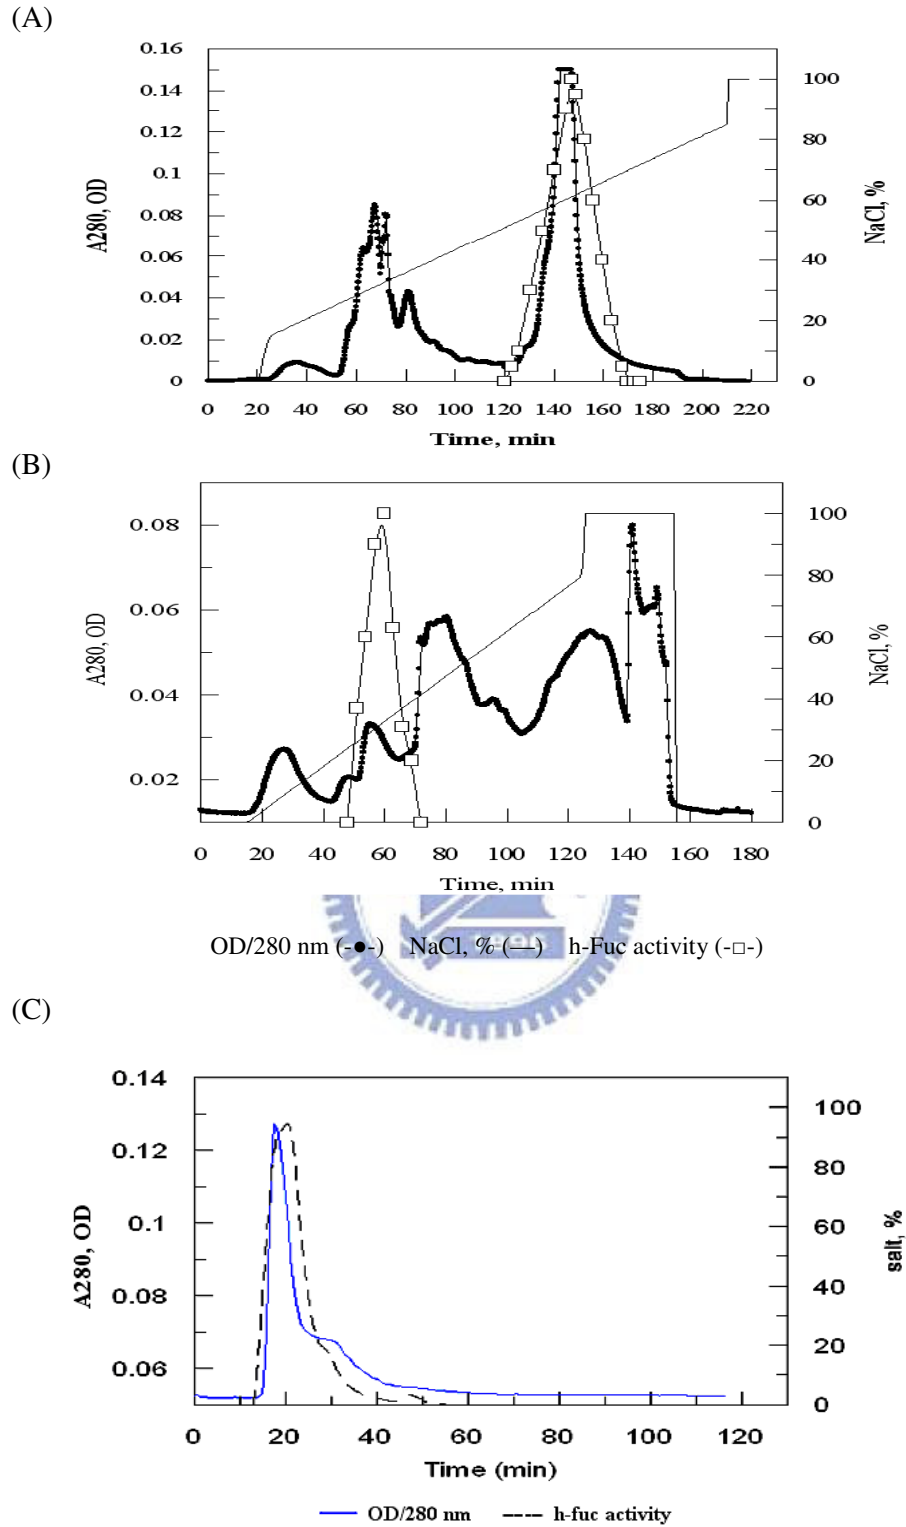 (A)
0.16
0.14
0.12
0.1
0.08
0.06
0.04
0.02
0
A280, OD
100
80
60
40
20
0
NaCl, %
0 20 40 60 80 100 120 140 160 180 200 220
Time, min
(B)
0.08
0.06
0.04
0.02
A280, OD
100
80
60
40
20
0
NaCl, %
0 20 40 60 80 100 120 140 160 180
Time, min
OD/280 nm (-●-) NaCl, % (—) h-Fuc activity (-□-)
(C)
0.14
0.12
0.1
0.08
0.06
A280, OD
100
80
60
40
20
0
salt, %
0 20 40 60 80 100 120
Time (min)
OD/280 nm h-fuc activity